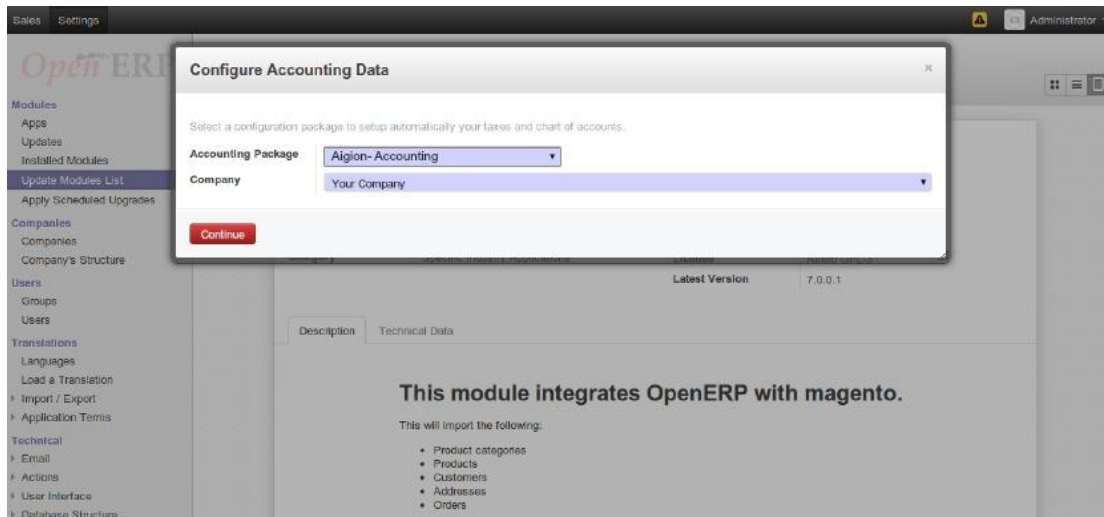 Sales Settings
Administrator
Open ERP
Configure Accounting Data
×
Select a configuration package to setup automatically your taxes and chart of accounts.
Accounting Package Aigion- Accounting
Company Your Company
Continue
Modules
Apps
Updates
Installed Modules
Update Modules List
Apply Scheduled Upgrades
Companies
Companies
Company's Structure
Users
Groups
Users
Translations
Languages
Load a Translation
Import / Export
Application Terms
Technical
Email
Actions
User Interface
Database Structure
Latest Version 7.0.0.1
Description Technical Data
This module integrates OpenERP with magento.
This will import the following:
• Product categories
• Products
• Customers
• Addresses
• Orders